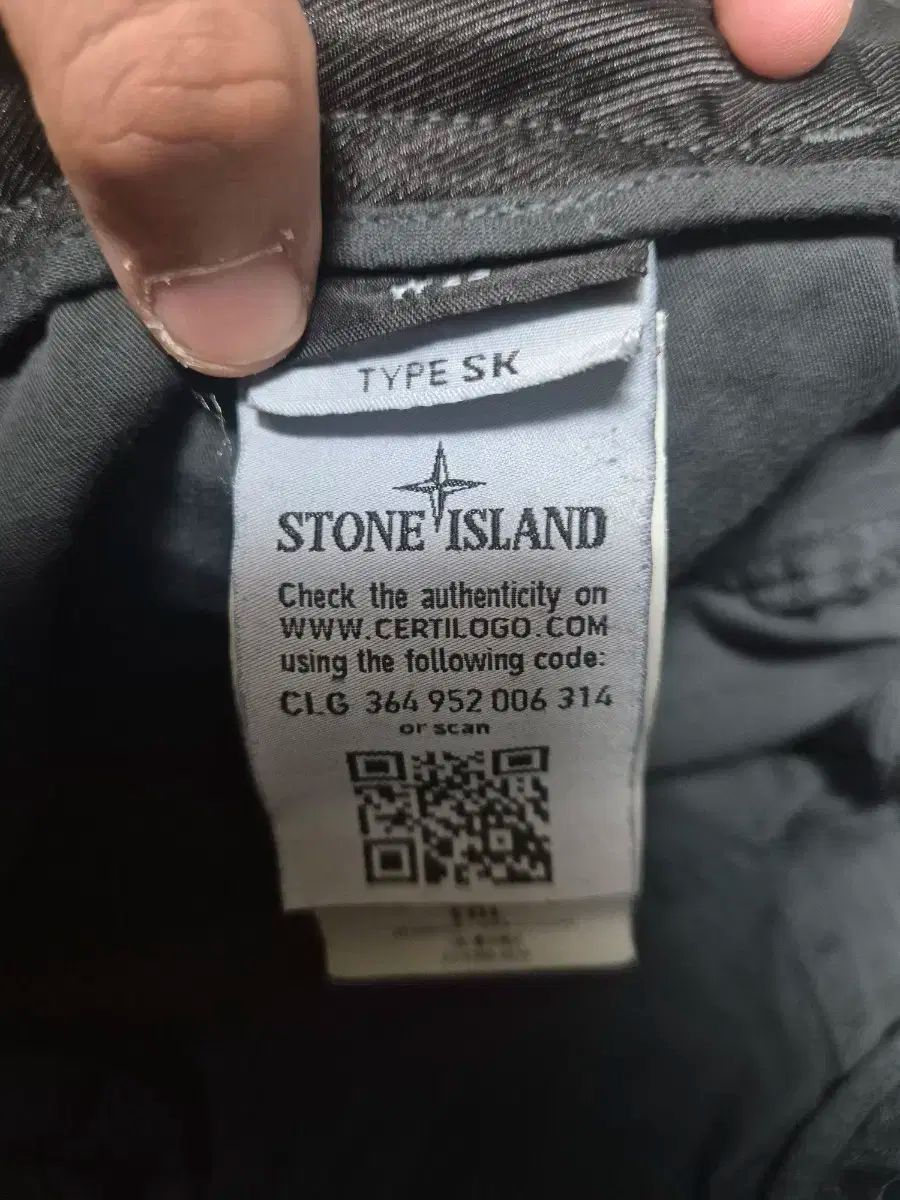 TYPE SK
STONE ISLAND
Check the authenticity on
WWW.CERTILOGO.COM
using the following code:
CLG 364 952 006 314
or scan